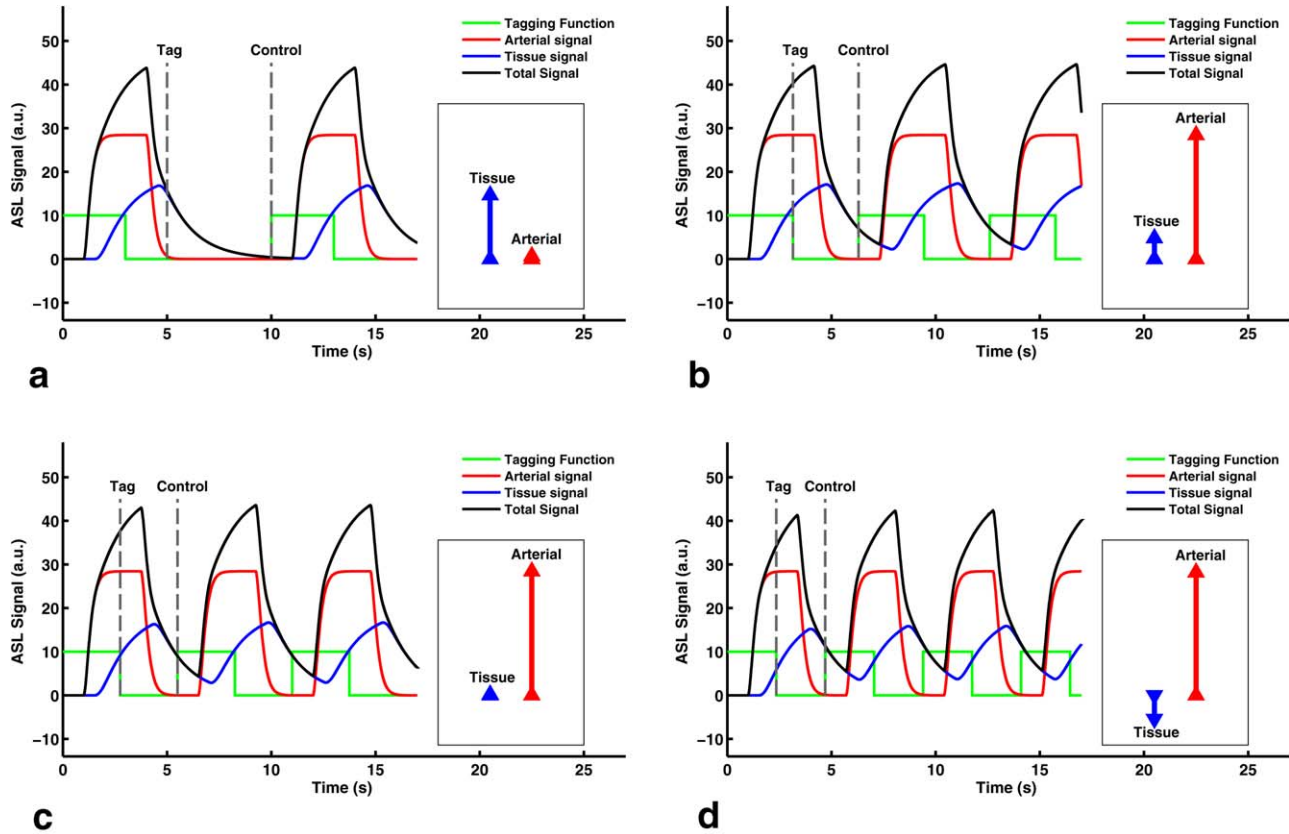 Tagging Function
Arterial signal
Tissue signal
Total Signal
Tag
Control
50
40
30
20
10
0
−10
ASL Signal (a.u.)
Tissue
Arterial
0
5
10
15
20
25
Time (s)
a
Tagging Function
Arterial signal
Tissue signal
Total Signal
Tag
Control
50
40
30
20
10
0
−10
ASL Signal (a.u.)
Arterial
Tissue
0
5
10
15
20
25
Time (s)
b
Tagging Function
Arterial signal
Tissue signal
Total Signal
Tag
Control
50
40
30
20
10
0
−10
ASL Signal (a.u.)
Arterial
Tissue
0
5
10
15
20
25
Time (s)
c
Tagging Function
Arterial signal
Tissue signal
Total Signal
Tag
Control
50
40
30
20
10
0
−10
ASL Signal (a.u.)
Arterial
Tissue
0
5
10
15
20
25
Time (s)
d